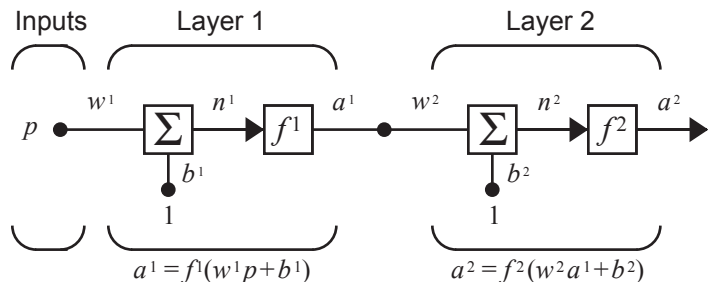 Inputs Layer 1 Layer 2
w¹ n¹ a¹ w² n² a²
p Σ f¹ Σ f²
b¹ b²
1 1
a¹ = f¹(w¹p + b¹) a² = f²(w²a¹ + b²)